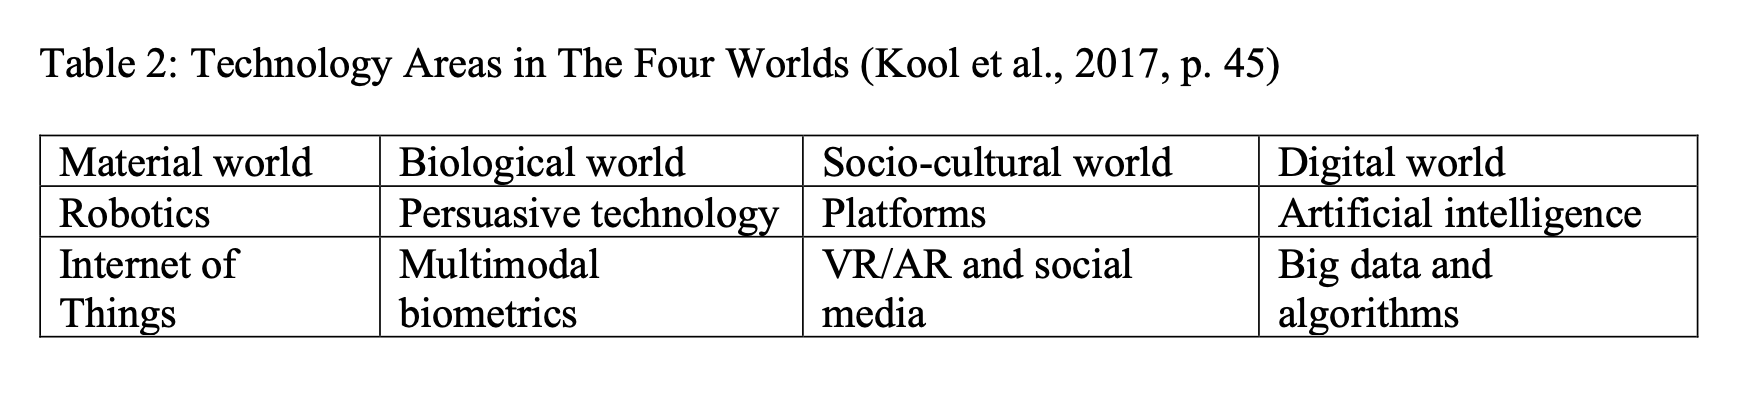 Table 2: Technology Areas in The Four Worlds (Kool et al., 2017, p. 45)
Material world Biological world Socio-cultural world Digital world
Robotics Persuasive technology Platforms Artificial intelligence
Internet of Multimodal VR/AR and social Big data and
Things biometrics media algorithms